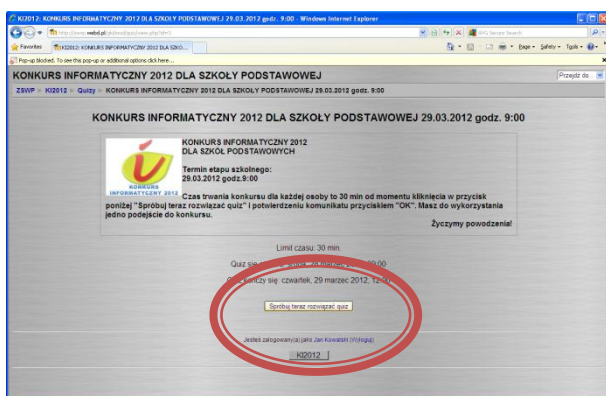 KI2012: KONKURS INFORMATYCZNY 2012 DLA SZKOŁY PODSTAWOWEJ 29.03.2012 godz. 9:00 - Windows Internet Explorer
Favorites
Page
Safety
Tools
Pop-up blocked. To see this pop-up or additional options click here...
KONKURS INFORMATYCZNY 2012 DLA SZKOŁY PODSTAWOWEJ
Przejdź do
ZSWP » KI2012 » Quizy » KONKURS INFORMATYCZNY 2012 DLA SZKOŁY PODSTAWOWEJ 29.03.2012 godz. 9:00
KONKURS INFORMATYCZNY 2012 DLA SZKOŁY PODSTAWOWEJ 29.03.2012 godz. 9:00
KONKURS INFORMATYCZNY 2012
DLA SZKÓŁ PODSTAWOWYCH
Termin etapu szkolnego:
29.03.2012 godz.9:00
KONKURS
INFORMATYCZNY 2012
Czas trwania konkursu dla każdej osoby to 30 min od momentu kliknięcia w przycisk
poniżej "Spróbuj teraz rozwiązać quiz" i potwierdzeniu komunikatu przyciskiem "OK". Masz do wykorzystania
jedno podejście do konkursu.
Życzymy powodzenia!
Limit czasu: 30 min.
Quiz się
kończy się: czwartek, 29 marzec 2012, 12:00
Spróbuj teraz rozwiązać quiz
Jesteś zalogowany(a) jako Jan Kowalski (Wyloguj)
KI2012